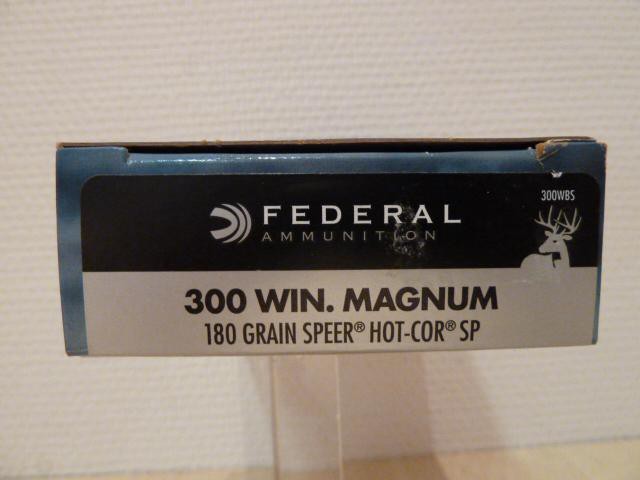 300WBS
FEDERAL
AMMUNITION
300 WIN. MAGNUM
180 GRAIN SPEER® HOT-COR® SP